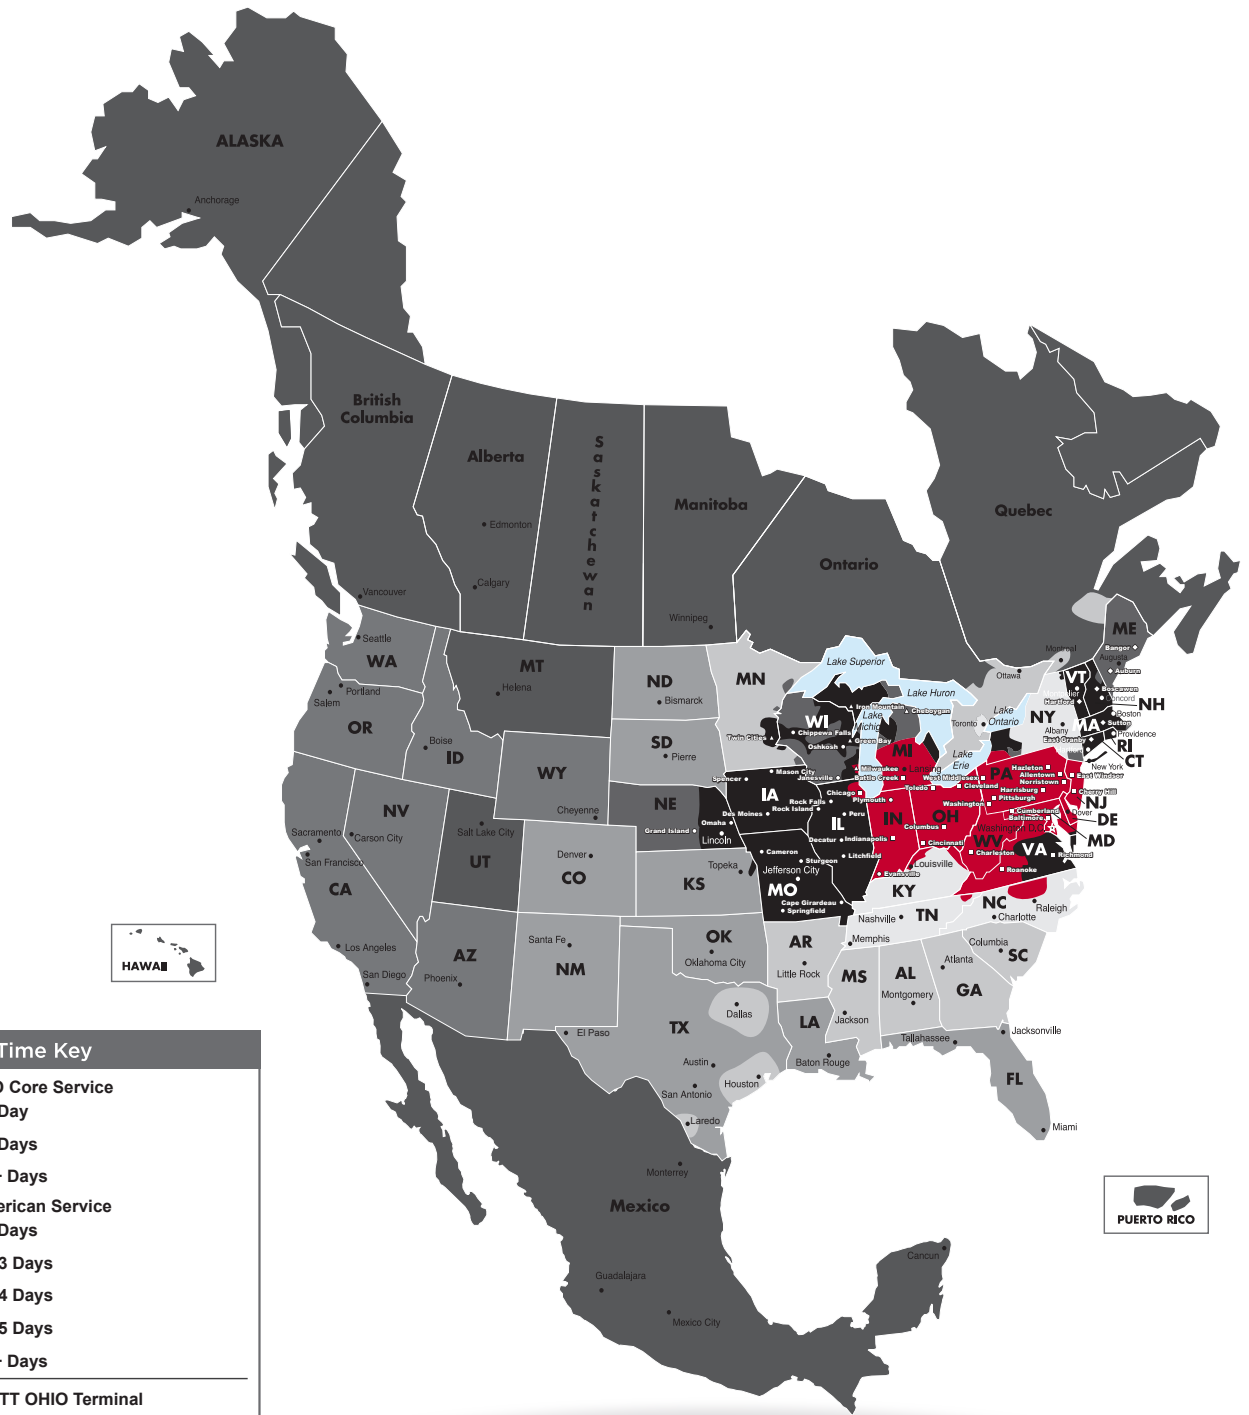 ALASKA
Anchorage
British
Columbia
Alberta
Saskatchewan
Manitoba
Ontario
Quebec
Edmonton
Calgary
Vancouver
Winnipeg
Seattle
WA
MT
Helena
ND
Bismarck
MN
Lake Superior
Lake Huron
Ottawa
Montreal
ME
Bangor
Augusta
Auburn
VT
Montpelier
Boscawen
Concord
Hartford
NH
Portland
Salem
OR
Boise
ID
SD
Pierre
WI
Iron Mountain
Cheboygan
Lake
Michig
Chippewa Falls
Twin Cities
Green Bay
Oshkosh
Toronto
Lake
Ontario
NY
Albany
MA
Boston
Sutton
Providence
East Granby
RI
CT
New York
MI
Lansing
Lake
Erie
WY
Cheyenne
Spencer
Mason City
Janesville
Milwaukee
Battle Creek
West Middlesex
PA
Hazleton
Allentown
Norristown
East Windsor
NE
Grand Island
Omaha
Lincoln
IA
Des Moines
Rock Falls
Rock Island
Chicago
Plymouth
Toledo
Cleveland
Harrisburg
Pittsburgh
Washington
Cherry Hill
NJ
NV
Carson City
Sacramento
San Francisco
Salt Lake City
UT
Denver
CO
Topeka
KS
IL
Peru
Decatur
Indianapolis
IN
OH
Columbus
Cumberland
Baltimore
Dover
DE
Washington D.C.
MD
Cameron
Sturgeon
Jefferson City
Litchfield
MO
Cincinnati
WV
Charleston
VA
Richmond
Roanoke
Evansville
Louisville
KY
Cape Girardeau
Springfield
CA
Los Angeles
San Diego
AZ
Phoenix
Santa Fe
NM
OK
Oklahoma City
AR
Little Rock
Nashville
TN
Memphis
NC
Raleigh
Charlotte
Columbia
SC
Atlanta
GA
MS
Jackson
AL
Montgomery
El Paso
TX
Dallas
Austin
San Antonio
Houston
Laredo
LA
Baton Rouge
Tallahassee
Jacksonville
FL
Miami
HAWAII
Monterrey
Mexico
Guadalajara
Mexico City
Cancun
PUERTO RICO
Time Key
Core Service
Day
Days
Days
erican Service
Days
3 Days
4 Days
5 Days
Days
TT OHIO Terminal